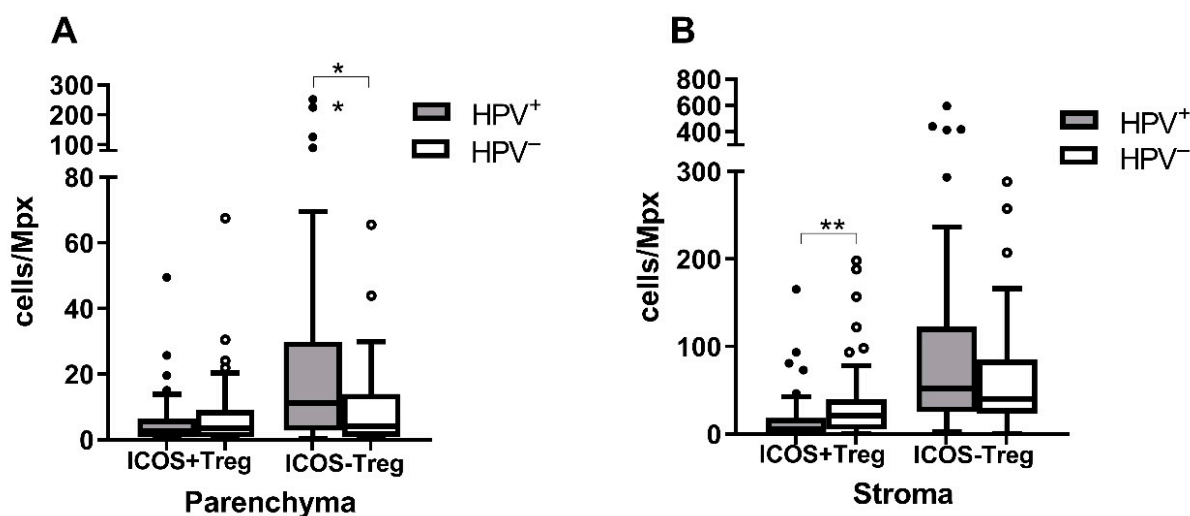 A
cells/Mpx
300
200
100
80
60
40
20
0
*
*
HPV+
HPV–
ICOS+Treg ICOS-Treg
Parenchyma
B
cells/Mpx
800
600
400
300
200
100
0
**
HPV+
HPV–
ICOS+Treg ICOS-Treg
Stroma